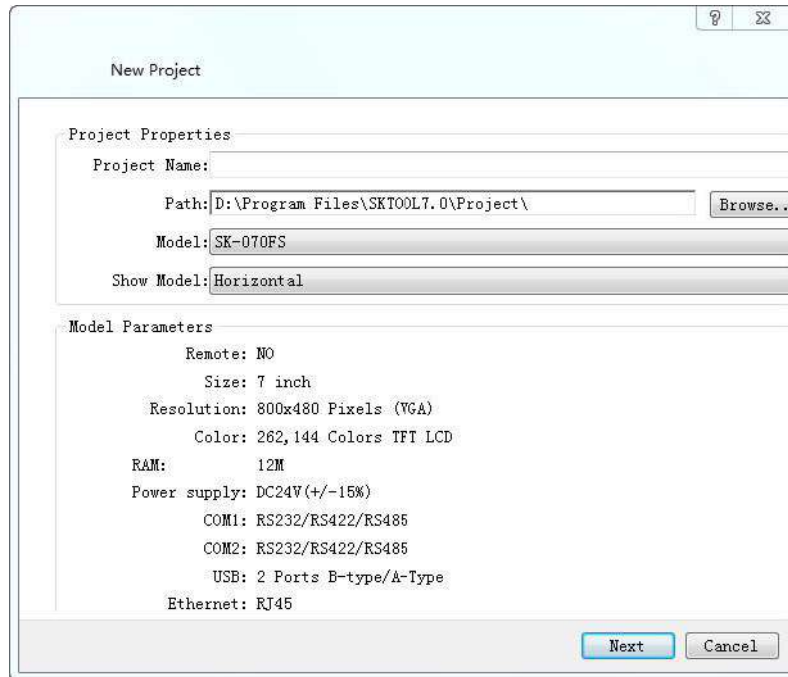 New Project
Project Properties
Project Name:
Path: D:\Program Files\SKTOOL7.0\Project\ Browse..
Model: SK-070FS
Show Model: Horizontal
Model Parameters
Remote: NO
Size: 7 inch
Resolution: 800x480 Pixels (VGA)
Color: 262,144 Colors TFT LCD
RAM: 12M
Power supply: DC24V(+/-15%)
COM1: RS232/RS422/RS485
COM2: RS232/RS422/RS485
USB: 2 Ports B-type/A-Type
Ethernet: RJ45
Next Cancel